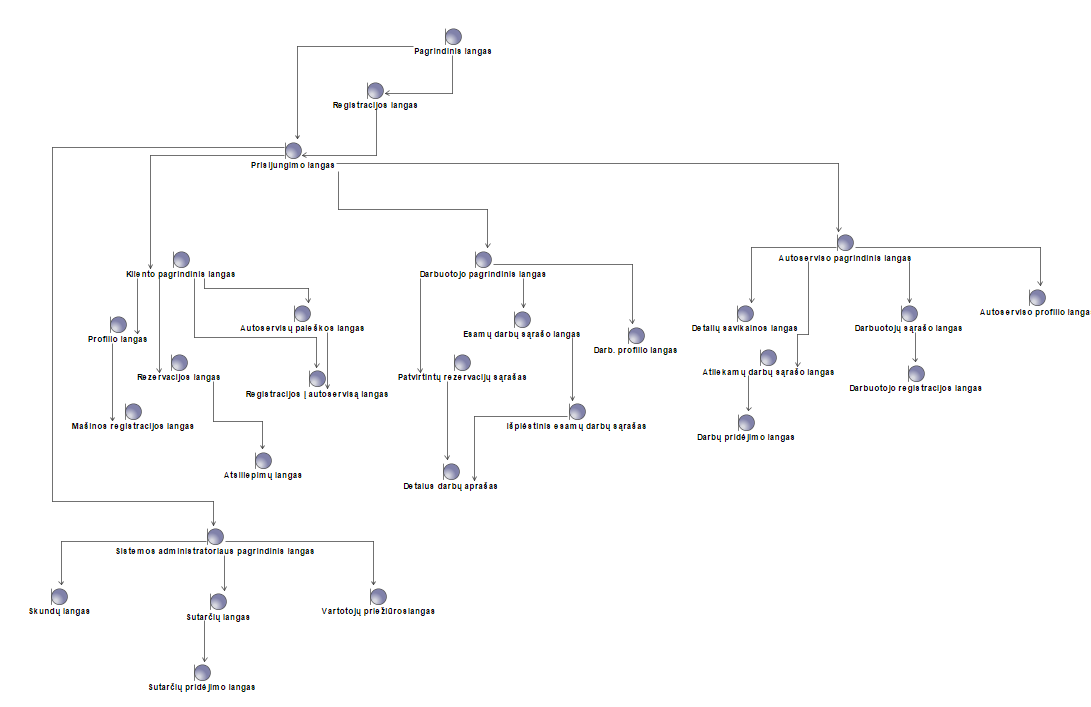 Pagrindinis langas
Registracijos langas
Prisijungimo langas
Autoserviso pagrindinis langas
Kliento pagrindinis langas
Darbuotojo pagrindinis langas
Autoserviso profilio langa
Autoservisų paieškos langas
Detalių savikainos langas
Darbuotojų sąrašo langas
Profilio langas
Esamų darbų sąrašo langas
Darb. profilio langas
Rezervacijos langas
Patvirtintų rezervacijų sąrašas
Atliekamų darbų sąrašo langas
Registracijos į autoservisą langas
Darbuotojo registracijos langas
Mašinos registracijos langas
Išplėstinis esamų darbų sąrašas
Darbų pridėjimo langas
Atsiliepimų langas
Detalus darbų aprašas
Sistemos administratoriaus pagrindinis langas
Skundų langas
Sutarčių langas
Vartotojų priežiūros langas
Sutarčių pridėjimo langas